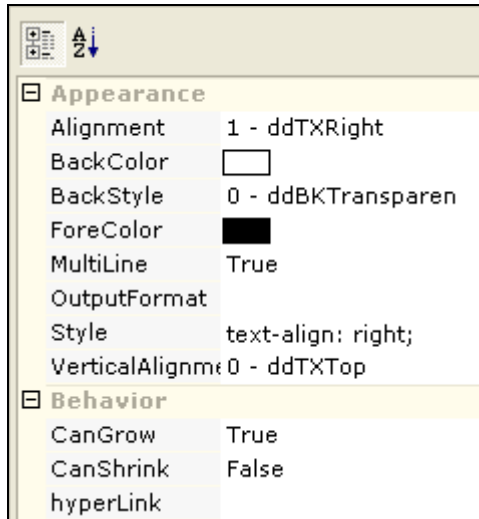 A
Z
Appearance
Alignment 1 - ddTXRight
BackColor
BackStyle 0 - ddBKTransparen
ForeColor
MultiLine True
OutputFormat
Style text-align: right;
VerticalAlignme 0 - ddTXTop
Behavior
CanGrow True
CanShrink False
hyperLink